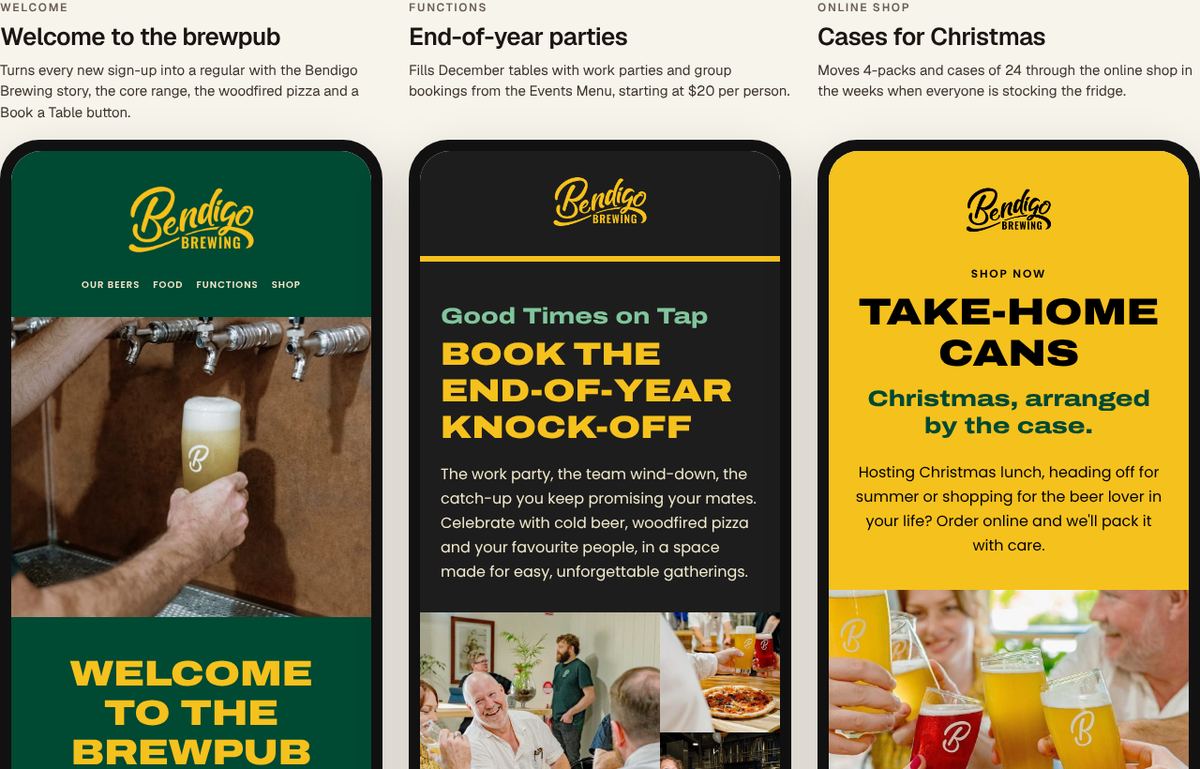 WELCOME
Welcome to the brewpub
Turns every new sign-up into a regular with the Bendigo
Brewing story, the core range, the woodfired pizza and a
Book a Table button.
Bendigo
BREWING
OUR BEERS FOOD FUNCTIONS SHOP
B
WELCOME
TO THE
BREWPUB
FUNCTIONS
End-of-year parties
Fills December tables with work parties and group
bookings from the Events Menu, starting at $20 per person.
Bendigo
BREWING
Good Times on Tap
BOOK THE
END-OF-YEAR
KNOCK-OFF
The work party, the team wind-down, the
catch-up you keep promising your mates.
Celebrate with cold beer, woodfired pizza
and your favourite people, in a space
made for easy, unforgettable gatherings.
ONLINE SHOP
Cases for Christmas
Moves 4-packs and cases of 24 through the online shop in
the weeks when everyone is stocking the fridge.
Bendigo
BREWING
SHOP NOW
TAKE-HOME
CANS
Christmas, arranged
by the case.
Hosting Christmas lunch, heading off for
summer or shopping for the beer lover in
your life? Order online and we'll pack it
with care.
B
B
B